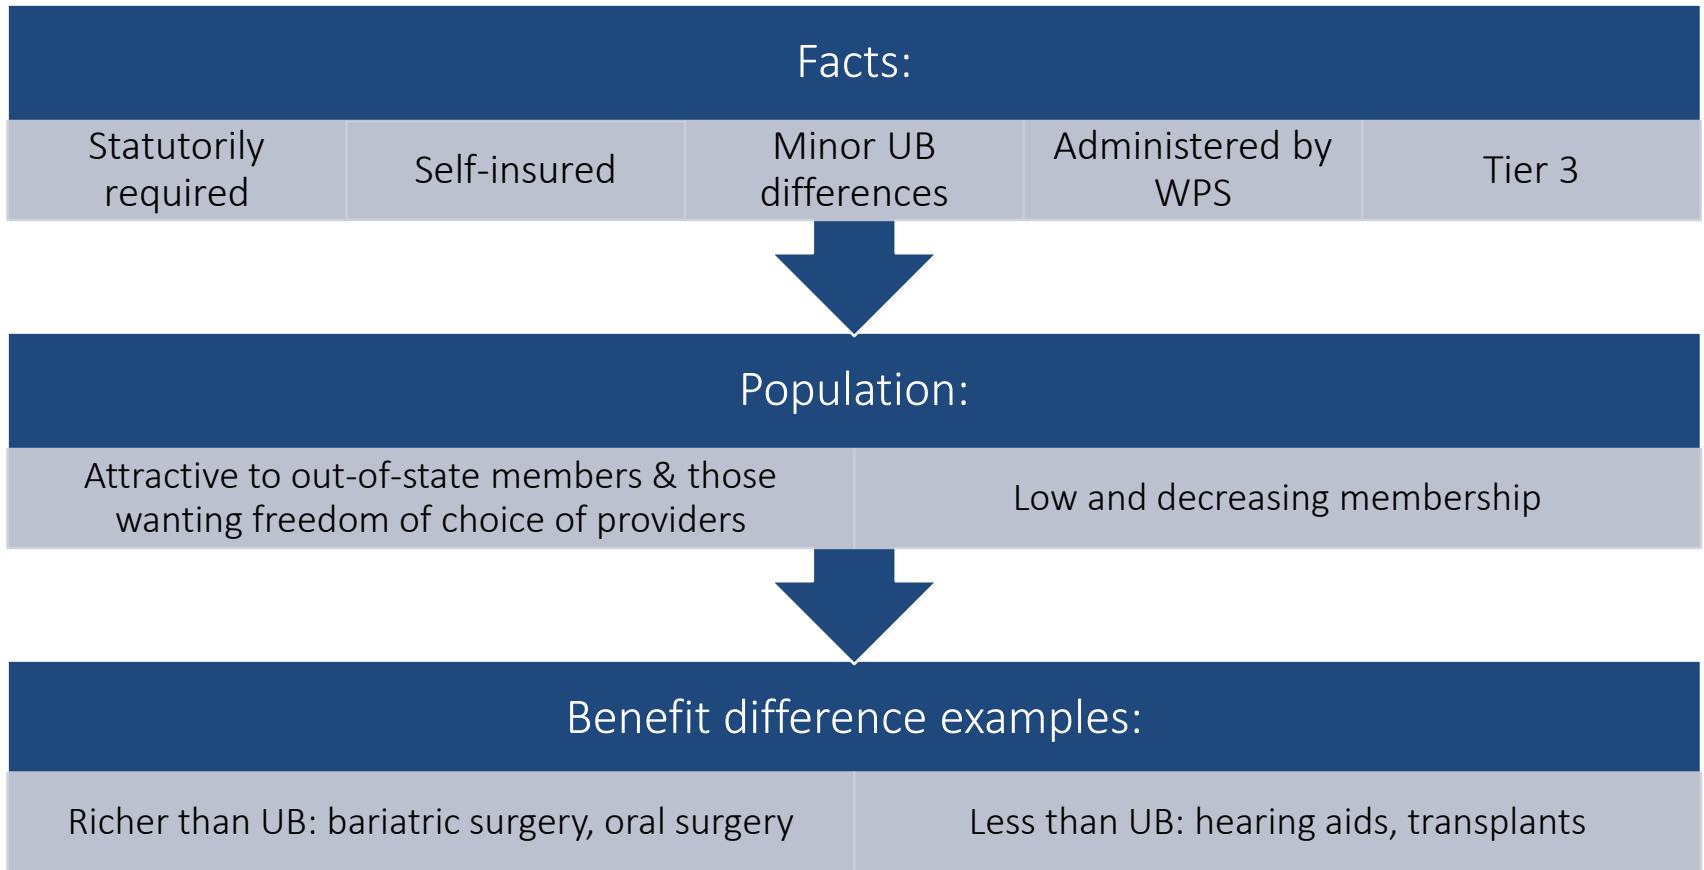 Facts:
Statutorily
required
Self-insured
Minor UB
differences
Administered by
WPS
Tier 3
Population:
Attractive to out-of-state members & those
wanting freedom of choice of providers
Low and decreasing membership
Benefit difference examples:
Richer than UB: bariatric surgery, oral surgery
Less than UB: hearing aids, transplants